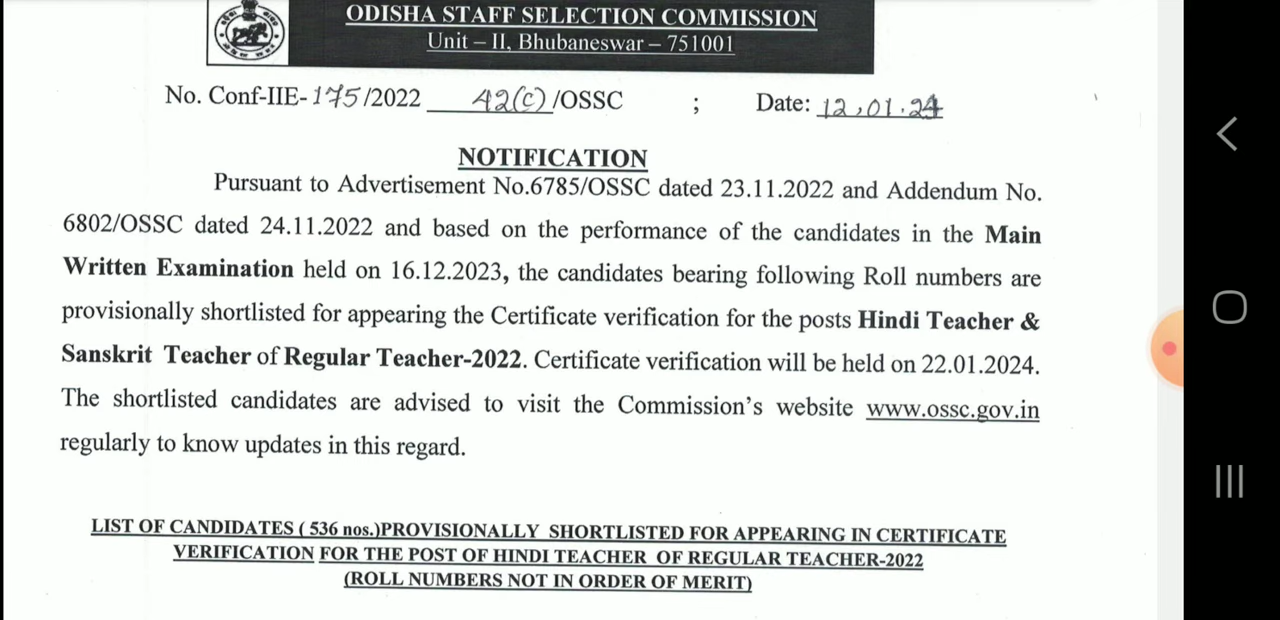 ODISHA STAFF SELECTION COMMISSION
Unit – II, Bhubaneswar – 751001
No. Conf-IIE-175/2022 42(C)/OSSC ; Date: 12.01.24
NOTIFICATION
Pursuant to Advertisement No.6785/OSSC dated 23.11.2022 and Addendum No.
6802/OSSC dated 24.11.2022 and based on the performance of the candidates in the Main
Written Examination held on 16.12.2023, the candidates bearing following Roll numbers are
provisionally shortlisted for appearing the Certificate verification for the posts Hindi Teacher &
Sanskrit Teacher of Regular Teacher-2022. Certificate verification will be held on 22.01.2024.
The shortlisted candidates are advised to visit the Commission's website www.ossc.gov.in
regularly to know updates in this regard.
LIST OF CANDIDATES ( 536 nos.)PROVISIONALLY SHORTLISTED FOR APPEARING IN CERTIFICATE
VERIFICATION FOR THE POST OF HINDI TEACHER OF REGULAR TEACHER-2022
(ROLL NUMBERS NOT IN ORDER OF MERIT)